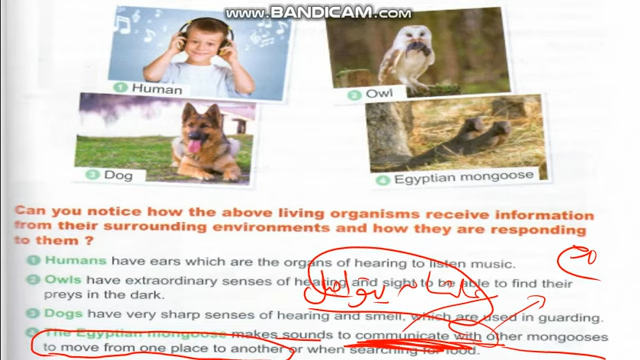 www.BANDICAM.com
1 Human
2 Owl
3 Dog
4 Egyptian mongoose
Can you notice how the above living organisms receive information
from their surrounding environments and how they are responding
to them ?
1 Humans have ears which are the organs of hearing to listen music.
2 Owls have extraordinary senses of hearing and sight to be able to find their
preys in the dark.
3 Dogs have very sharp senses of hearing and smell, which are used in guarding.
4 The Egyptian mongoose makes sounds to communicate with other mongooses
to move from one place to another or when searching for food.